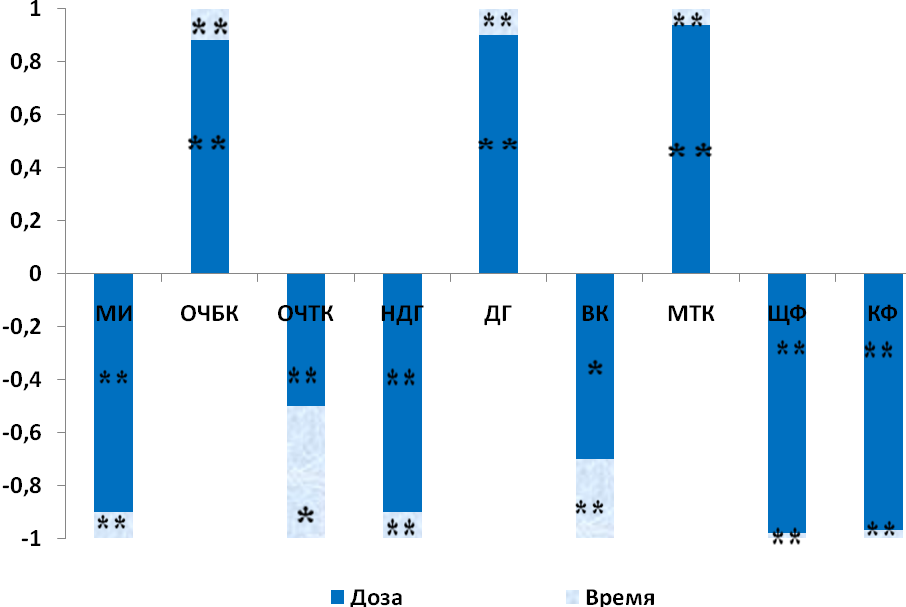 1
** ** **
0,8
0,6
** ** **
0,4
0,2
0
МИ ОЧБК ОЧТК НДГ ДГ ВК МТК ЩФ КФ
-0,2
** **
-0,4
** ** ** *
-0,6
-0,8
**
*
-1
** ** ** **
Доза Время